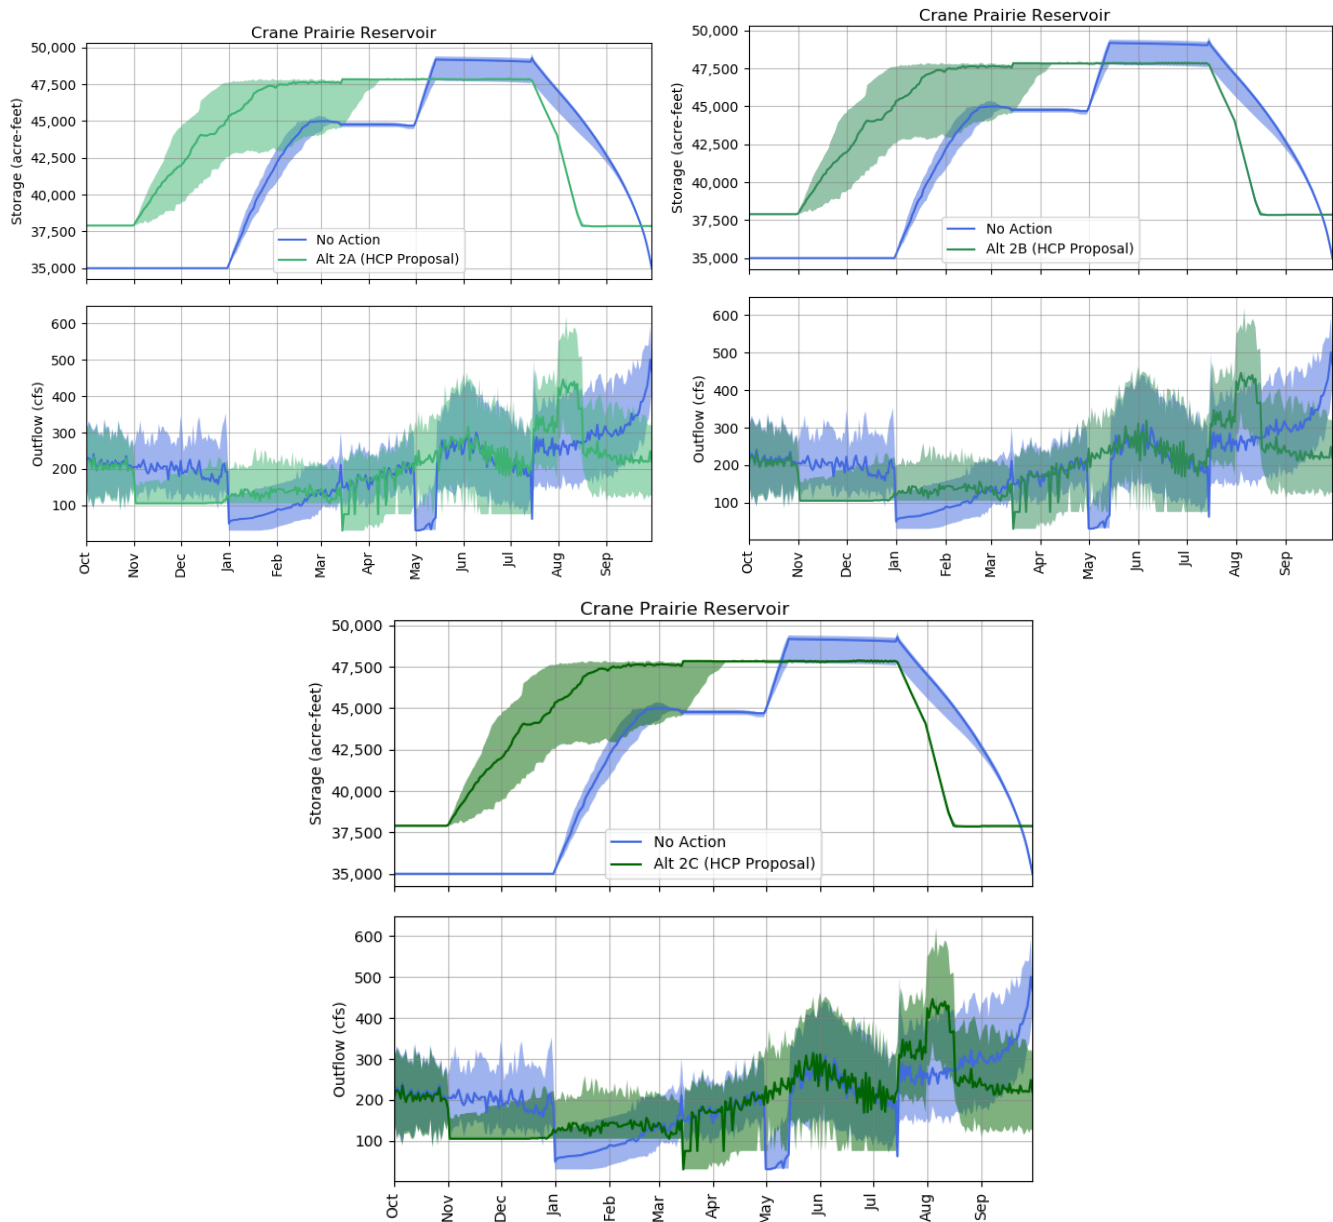 Crane Prairie Reservoir
50,000
47,500
45,000
42,500
40,000
37,500
35,000
Storage (acre-feet)
No Action
Alt 2A (HCP Proposal)
600
500
400
300
200
100
Outflow (cfs)
Oct Nov Dec Jan Feb Mar Apr May Jun Jul Aug Sep
Crane Prairie Reservoir
50,000
47,500
45,000
42,500
40,000
37,500
35,000
Storage (acre-feet)
No Action
Alt 2B (HCP Proposal)
600
500
400
300
200
100
Outflow (cfs)
Oct Nov Dec Jan Feb Mar Apr May Jun Jul Aug Sep
Crane Prairie Reservoir
50,000
47,500
45,000
42,500
40,000
37,500
35,000
Storage (acre-feet)
No Action
Alt 2C (HCP Proposal)
600
500
400
300
200
100
Outflow (cfs)
Oct Nov Dec Jan Feb Mar Apr May Jun Jul Aug Sep